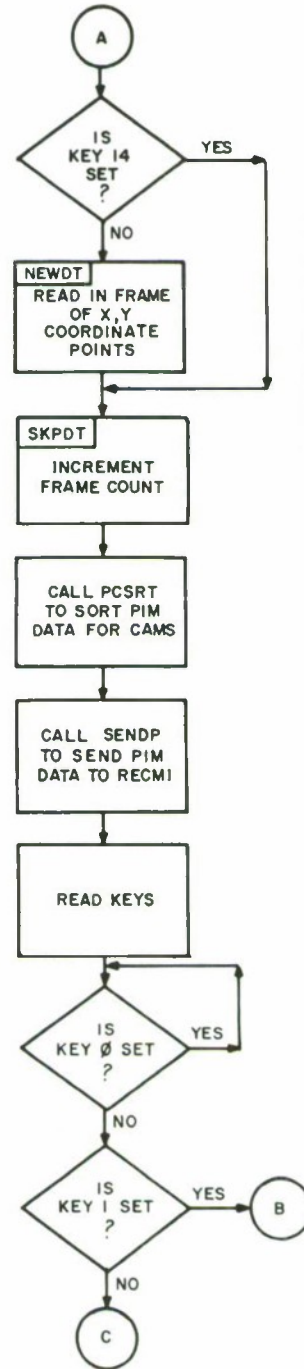 A
IS
KEY 14
SET
?
YES
NO
NEWDT
READ IN FRAME
OF X,Y
COORDINATE
POINTS
SKPDT
INCREMENT
FRAME COUNT
CALL PCSRT
TO SORT PIM
DATA FOR CAMS
CALL SENDP
TO SEND PIM
DATA TO RECMI
READ KEYS
IS
KEY Ø SET
?
YES
NO
IS
KEY I SET
?
YES
B
NO
C